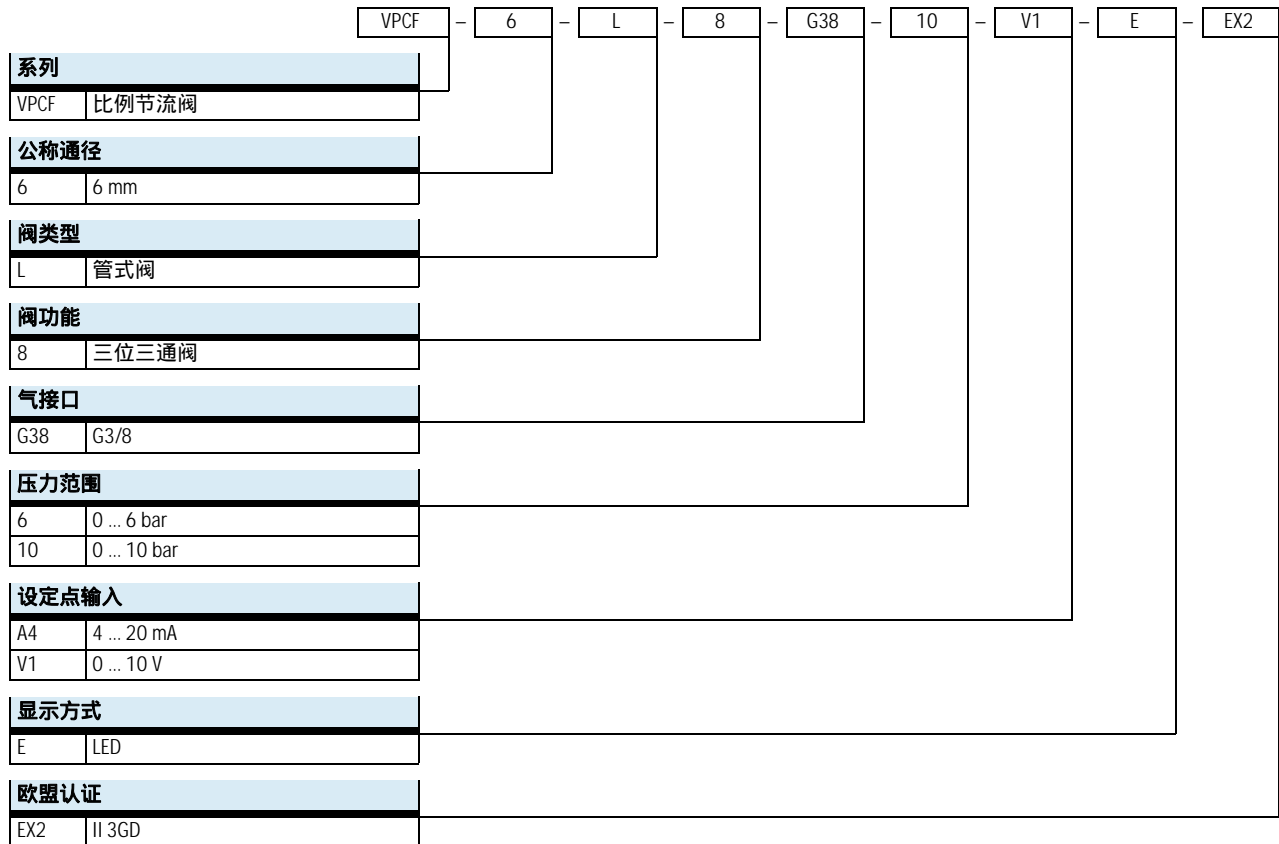 VPCF – 6 – L – 8 – G38 – 10 – V1 – E – EX2
系列
VPCF 比例节流阀
公称通径
6 6 mm
阀类型
L 管式阀
阀功能
8 三位三通阀
气接口
G38 G3/8
压力范围
6 0 ... 6 bar
10 0 ... 10 bar
设定点输入
A4 4 ... 20 mA
V1 0 ... 10 V
显示方式
E LED
欧盟认证
EX2 II 3GD